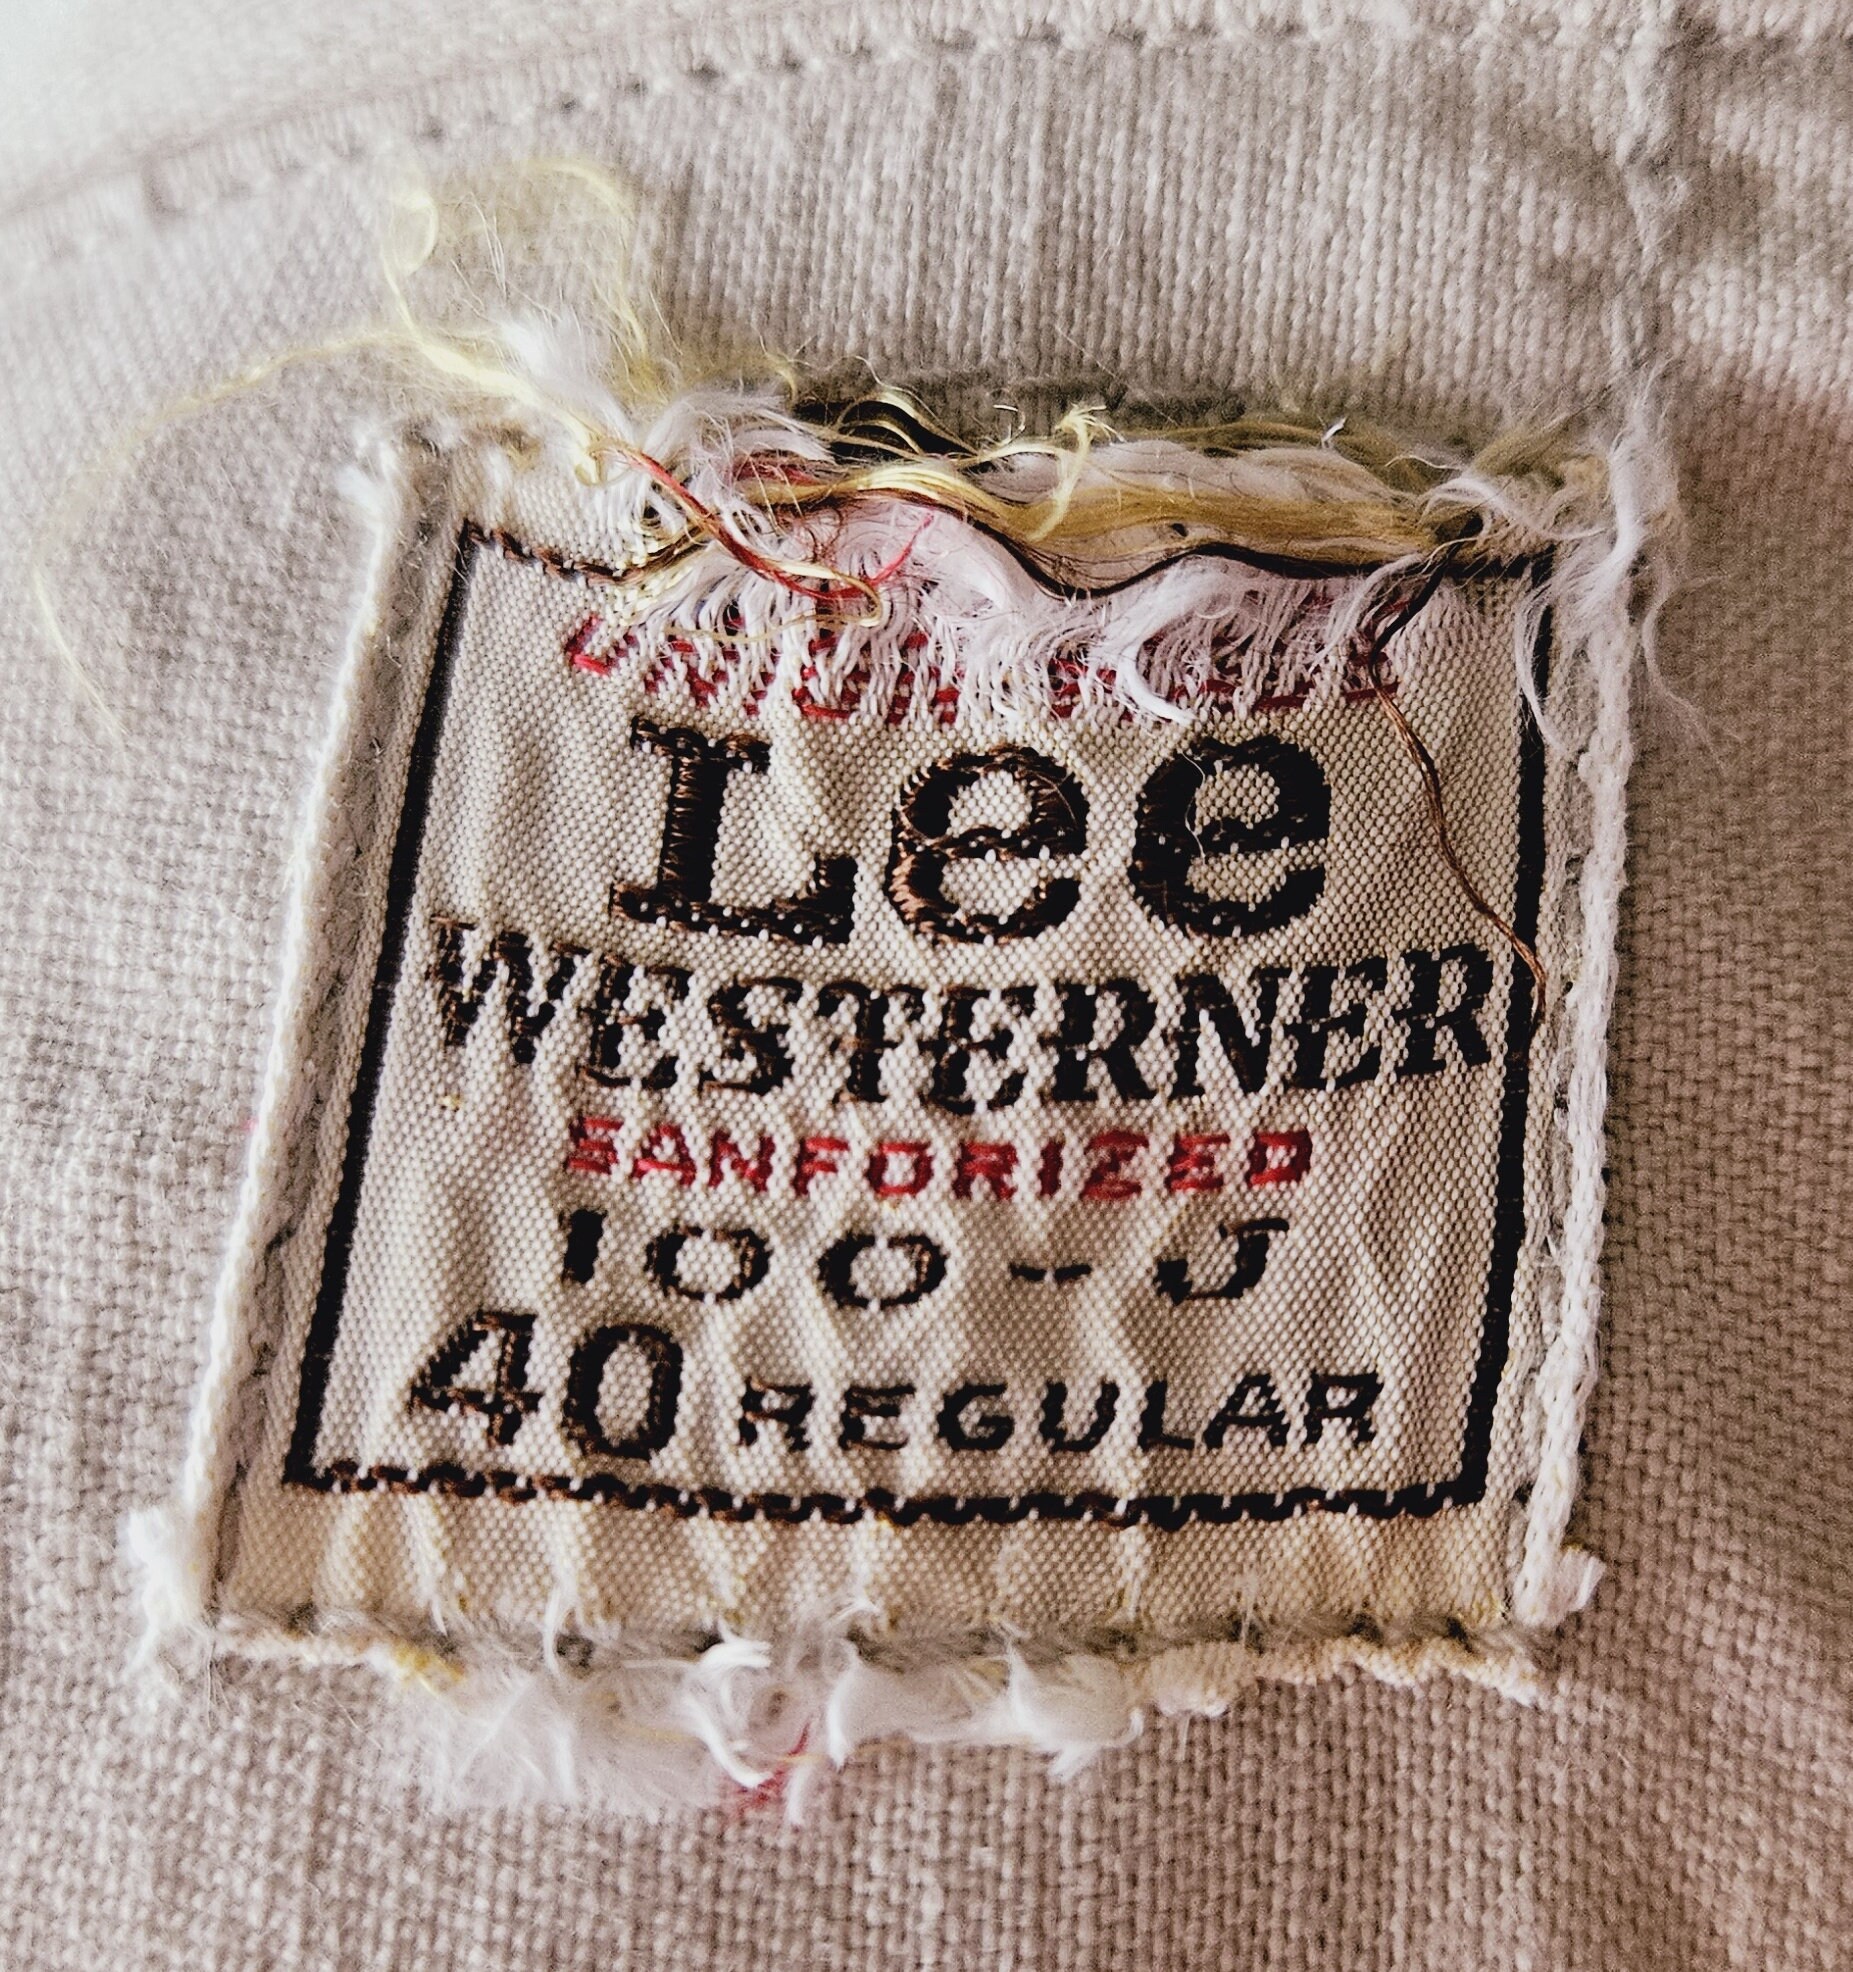 Lee
WESTERNER
SANFORIZED
100-J
40 REGULAR